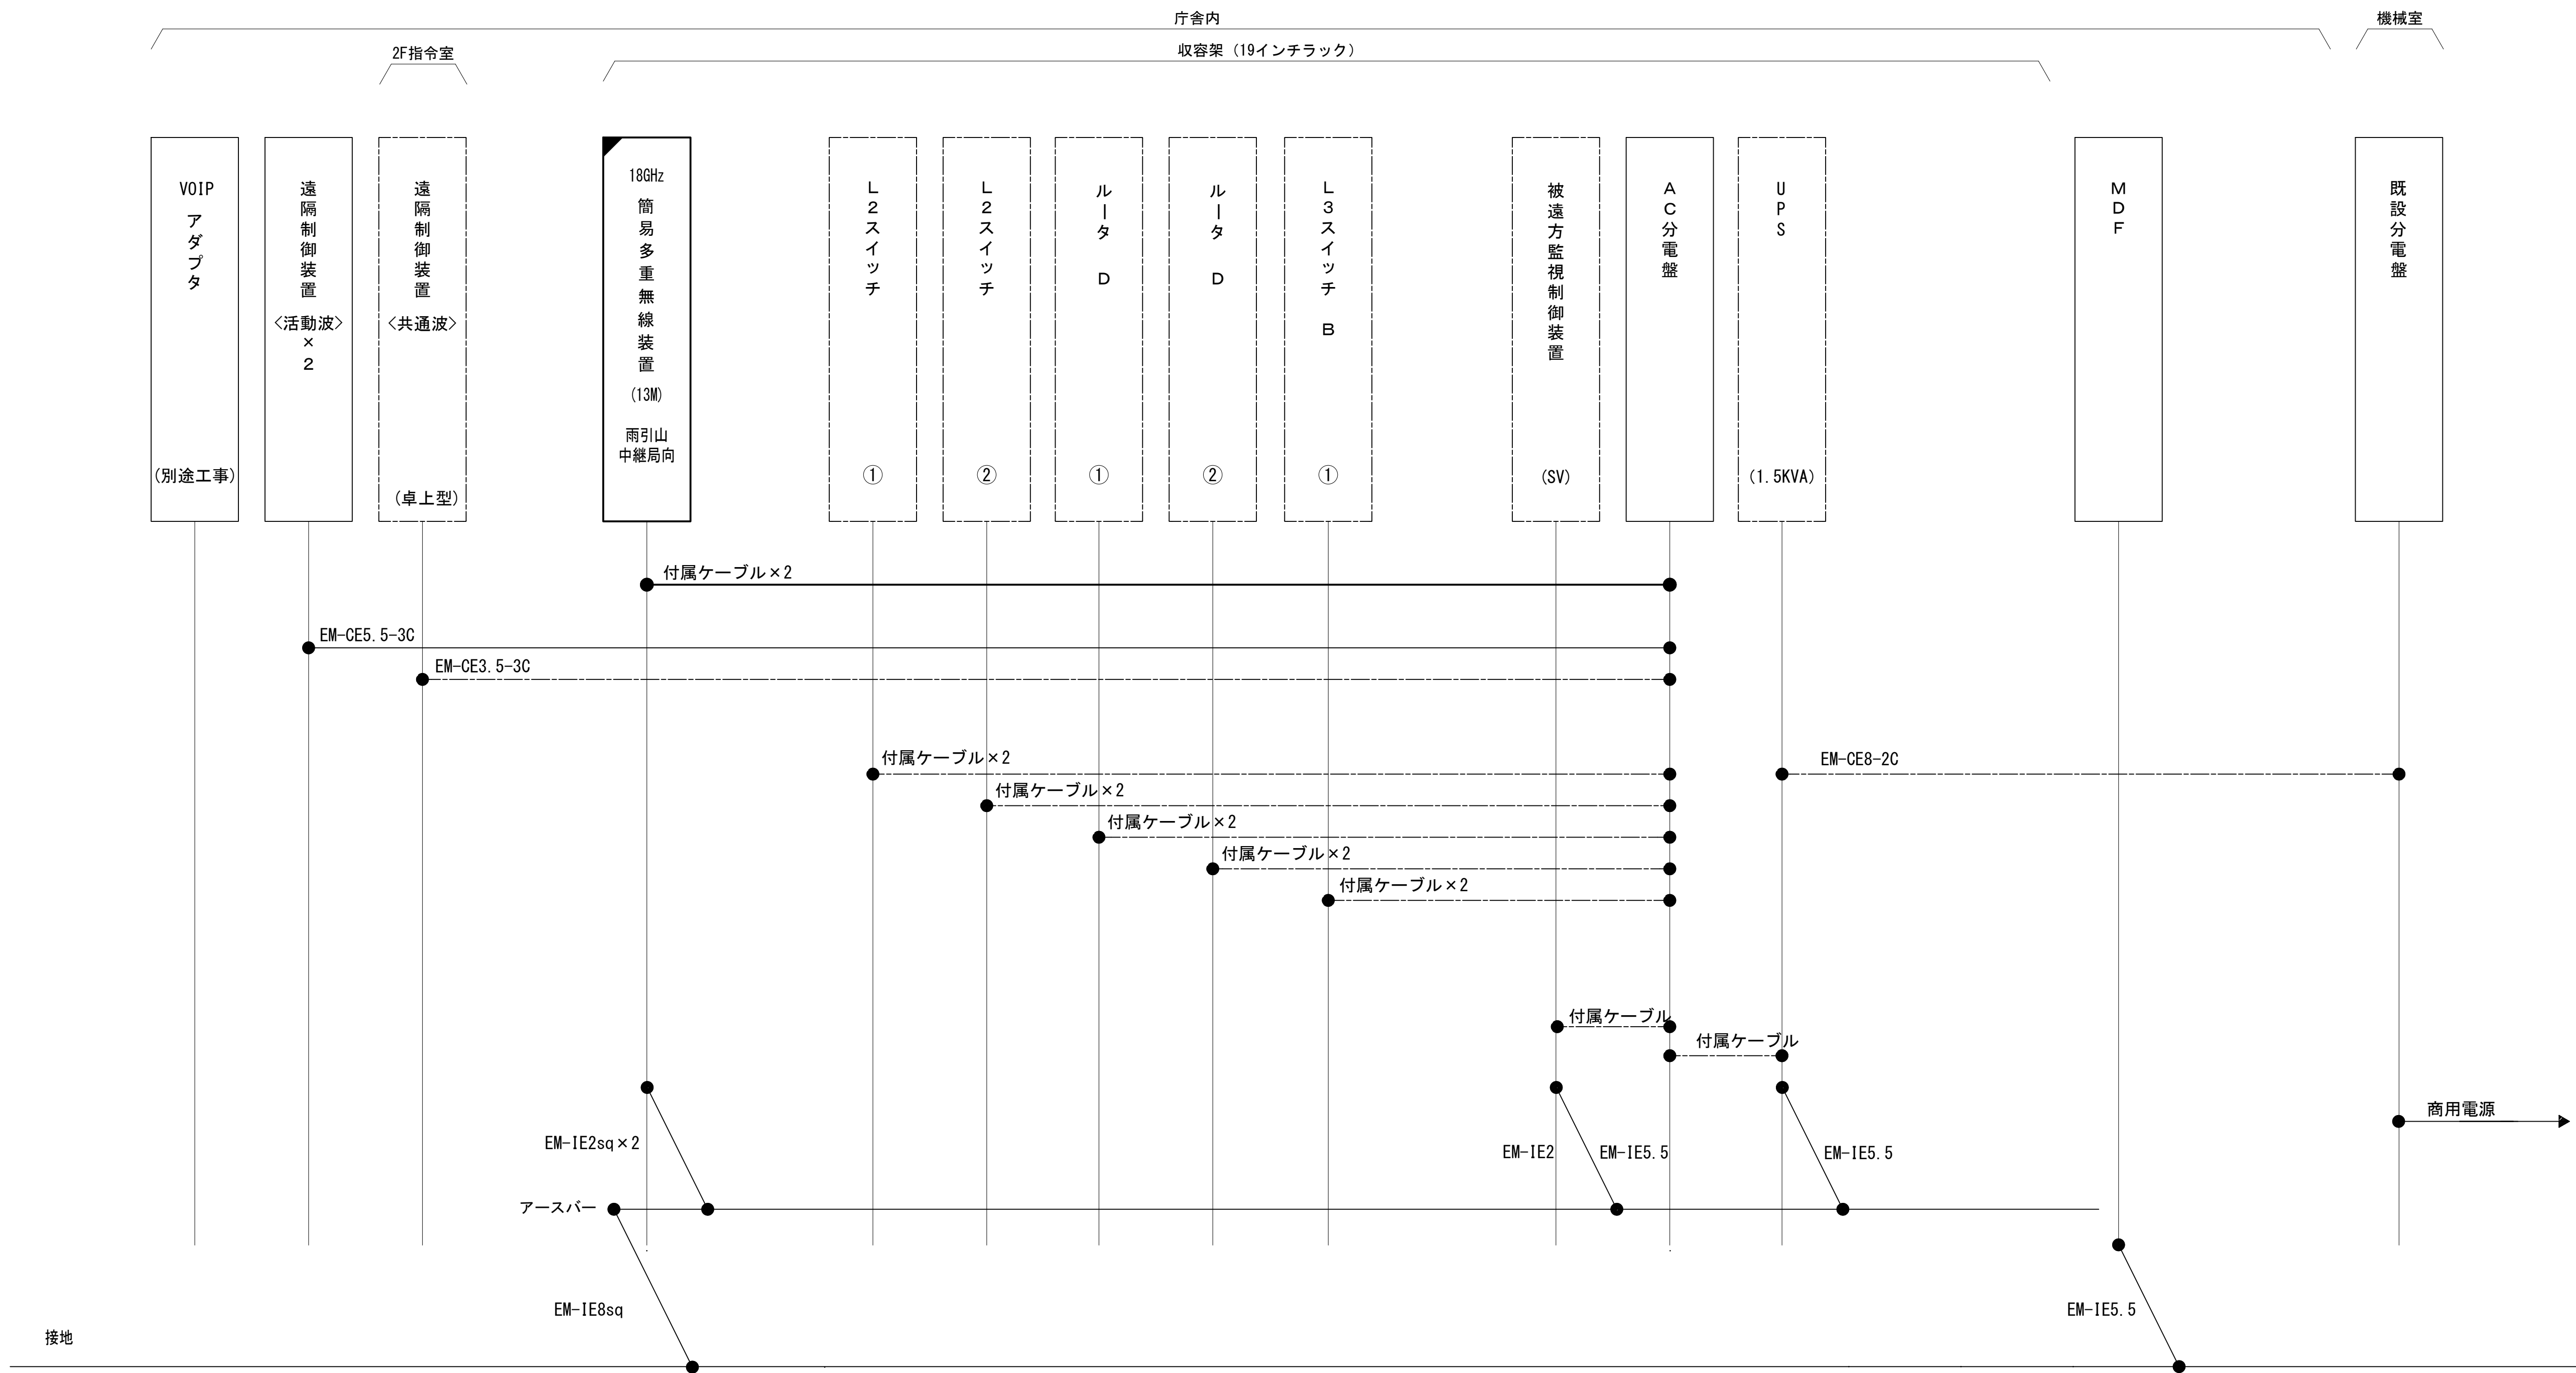 庁舎内
機械室
2F指令室
収容架（19インチラック）
VOIP
アダプタ
(別途工事)
遠隔制御装置
<活動波>
×
2
遠隔制御装置
<共通波>
(卓上型)
18GHz
簡易多重無線装置
(13M)
雨引山
中継局向
L2スイッチ
①
L2スイッチ
②
ルータ D
①
ルータ D
②
L3スイッチ B
①
被遠方監視制御装置
(SV)
AC分電盤
UPS
(1.5KVA)
MDF
既設分電盤
付属ケーブル×2
EM-CE5.5-3C
EM-CE3.5-3C
付属ケーブル×2
EM-CE8-2C
付属ケーブル×2
付属ケーブル×2
付属ケーブル×2
付属ケーブル×2
付属ケーブル
付属ケーブル
商用電源
EM-IE2sq×2
EM-IE2
EM-IE5.5
EM-IE5.5
アースバー
EM-IE8sq
EM-IE5.5
接地